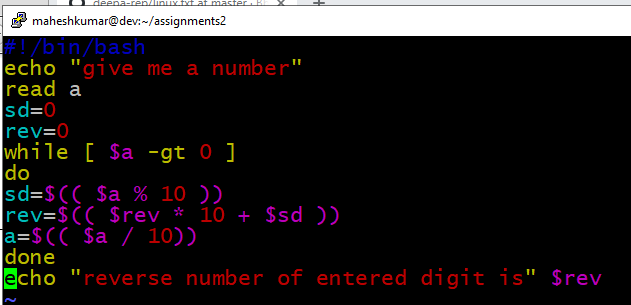 deepa-rep/linux.txt at master
maheshkumar@dev:~/assignments2
#!/bin/bash
echo "give me a number"
read a
sd=0
rev=0
while [ $a -gt 0 ]
do
sd=$(( $a % 10 ))
rev=$(( $rev * 10 + $sd ))
a=$(( $a / 10))
done
echo "reverse number of entered digit is" $rev
~